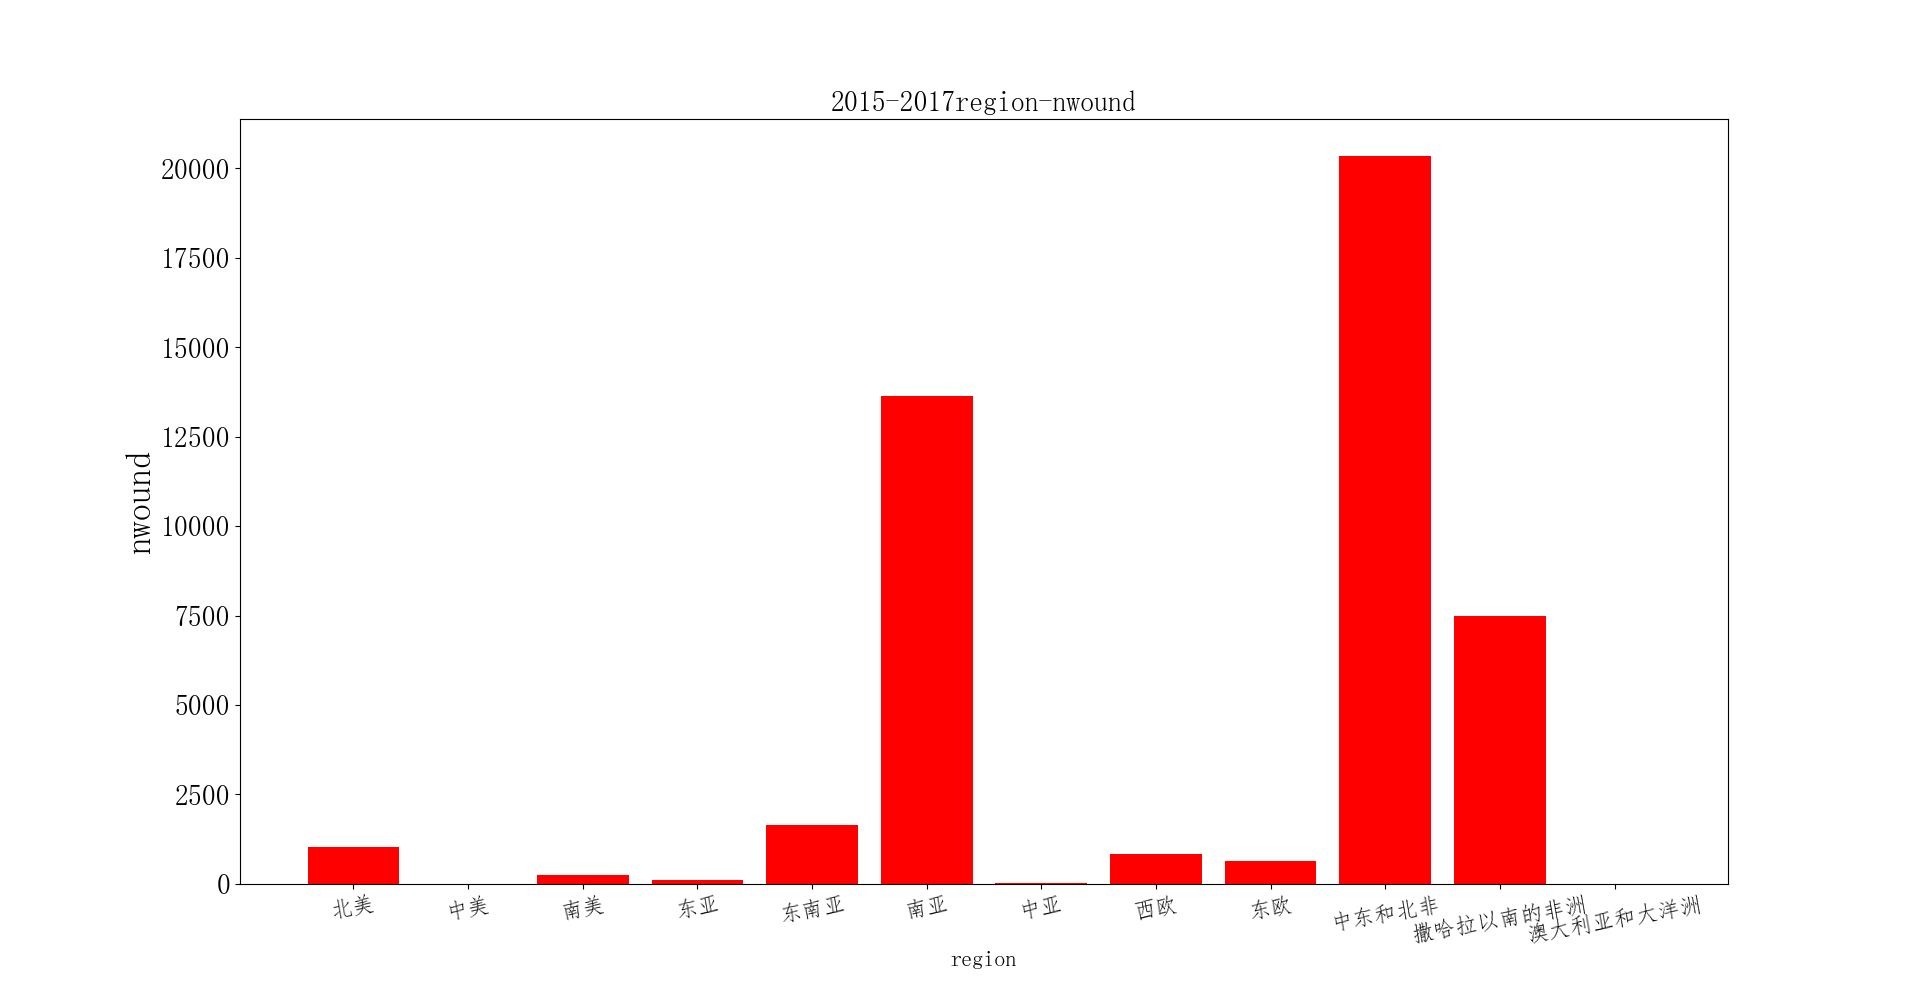 2015-2017region-nwound
nwound
20000
17500
15000
12500
10000
7500
5000
2500
0
北美
中美
南美
东亚
东南亚
南亚
中亚
西欧
东欧
中东和北非
撒哈拉以南的非洲
澳大利亚和大洋洲
region